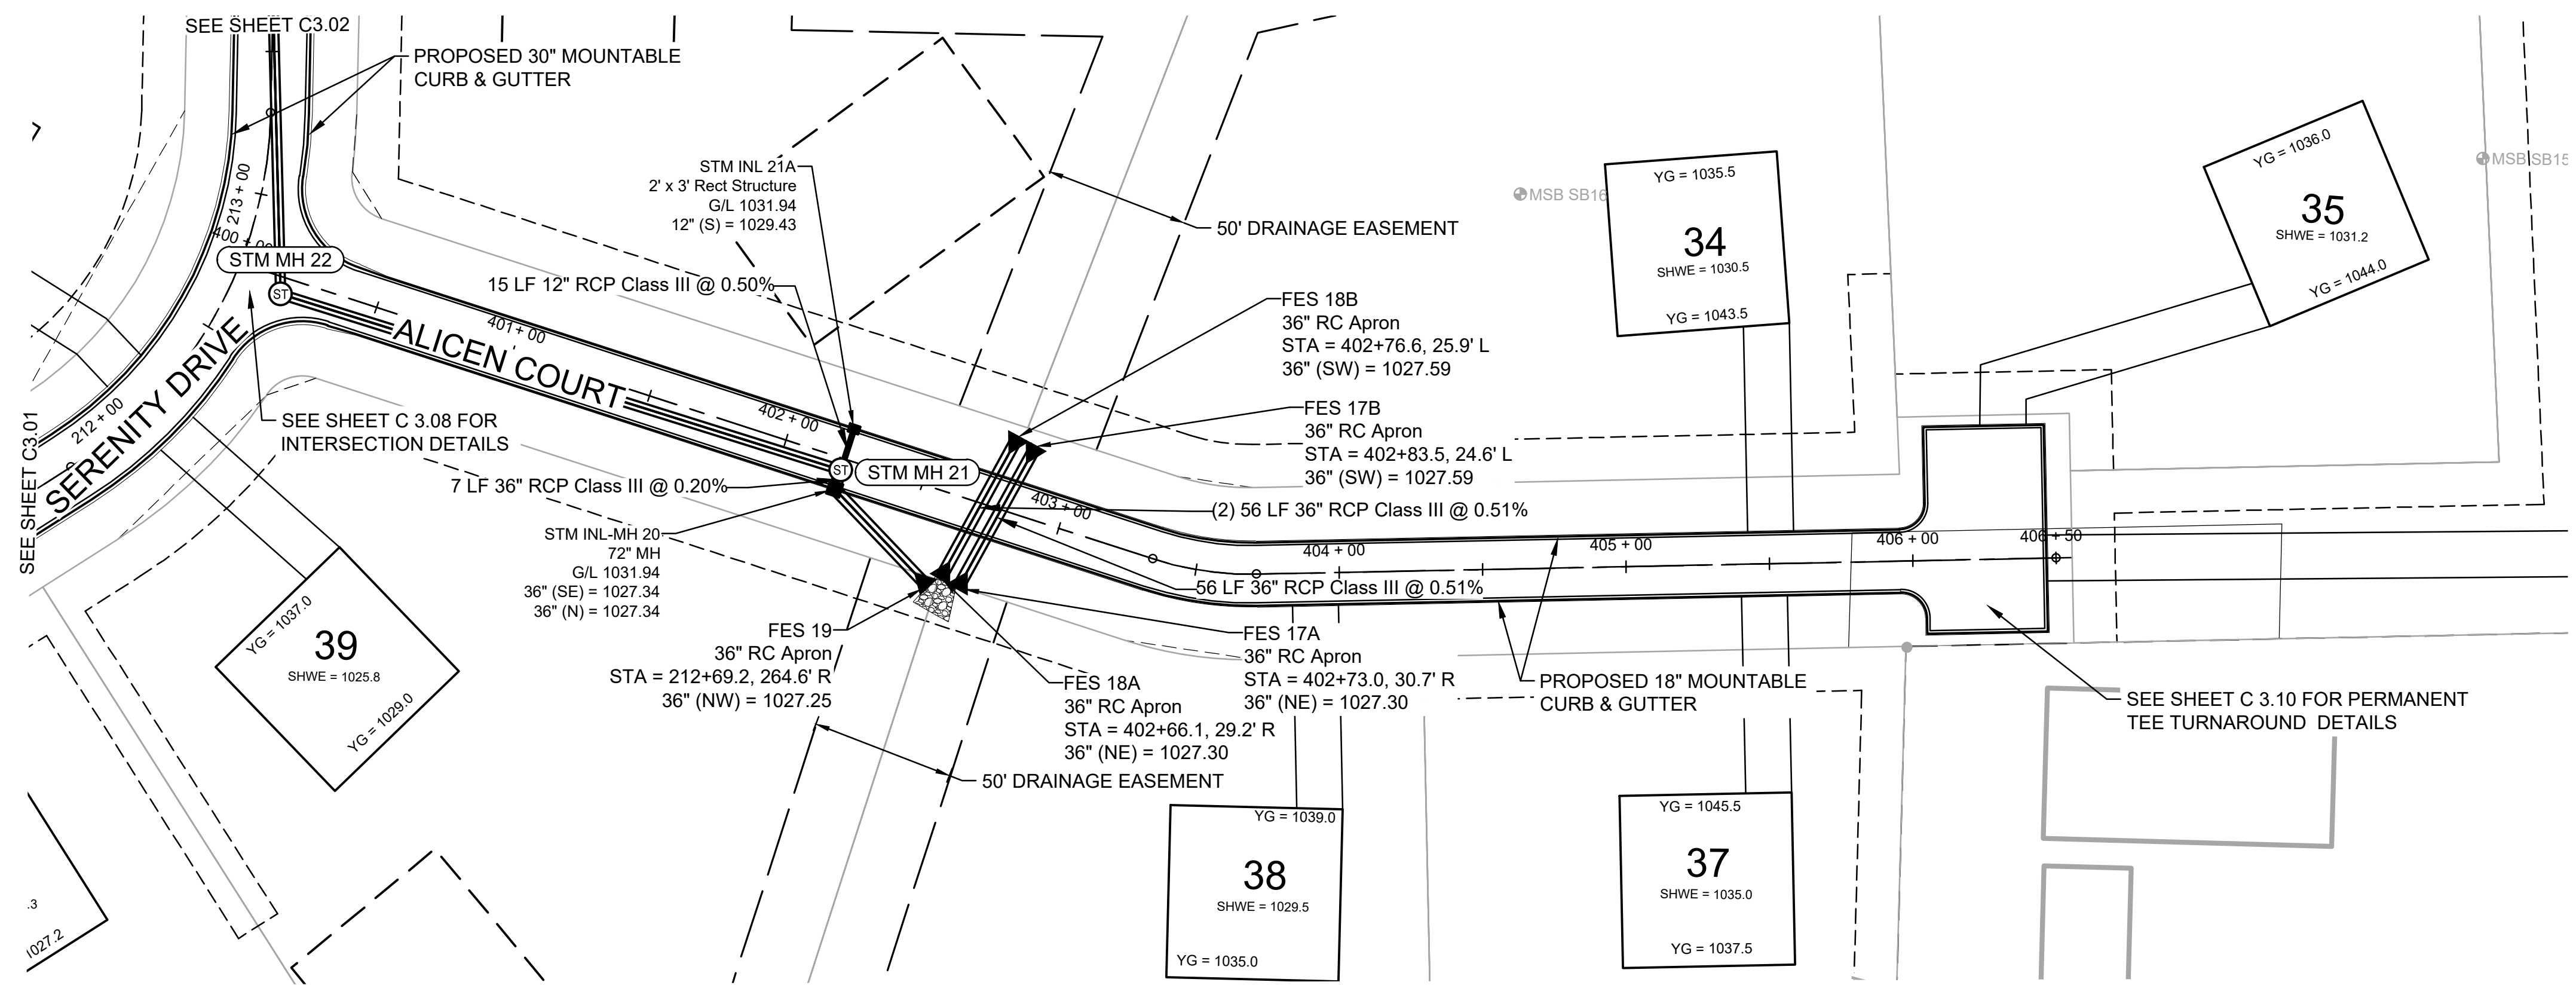 SEE SHEET C3.02
PROPOSED 30" MOUNTABLE
CURB & GUTTER
213 + 00
STM MH 22
ST
SEE SHEET C 3.08 FOR
INTERSECTION DETAILS
212 + 00
SERENITY DRIVE
SEE SHEET C3.01
ALICEN COURT
401 + 00
402 + 00
STM INL 21A
2' x 3' Rect Structure
G/L 1031.94
12" (S) = 1029.43
15 LF 12" RCP Class III @ 0.50%
50' DRAINAGE EASEMENT
FES 18B
36" RC Apron
STA = 402+76.6, 25.9' L
36" (SW) = 1027.59
FES 17B
36" RC Apron
STA = 402+83.5, 24.6' L
36" (SW) = 1027.59
ST
STM MH 21
7 LF 36" RCP Class III @ 0.20%
403 + 00
(2) 56 LF 36" RCP Class III @ 0.51%
STM INL-MH 20
72" MH
G/L 1031.94
36" (SE) = 1027.34
36" (N) = 1027.34
56 LF 36" RCP Class III @ 0.51%
404 + 00
405 + 00
406 + 00
406 + 50
FES 19
36" RC Apron
STA = 212+69.2, 264.6' R
36" (NW) = 1027.25
FES 18A
36" RC Apron
STA = 402+66.1, 29.2' R
36" (NE) = 1027.30
FES 17A
36" RC Apron
STA = 402+73.0, 30.7' R
36" (NE) = 1027.30
50' DRAINAGE EASEMENT
PROPOSED 18" MOUNTABLE
CURB & GUTTER
SEE SHEET C 3.10 FOR PERMANENT
TEE TURNAROUND DETAILS
MSB SB16
YG = 1035.5
34
SHWE = 1030.5
YG = 1043.5
YG = 1036.0
35
SHWE = 1031.2
YG = 1044.0
MSB SB15
YG = 1037.0
39
SHWE = 1025.8
YG = 1029.0
YG = 1039.0
38
SHWE = 1029.5
YG = 1035.0
YG = 1045.5
37
SHWE = 1035.0
YG = 1037.5
.3
1027.2